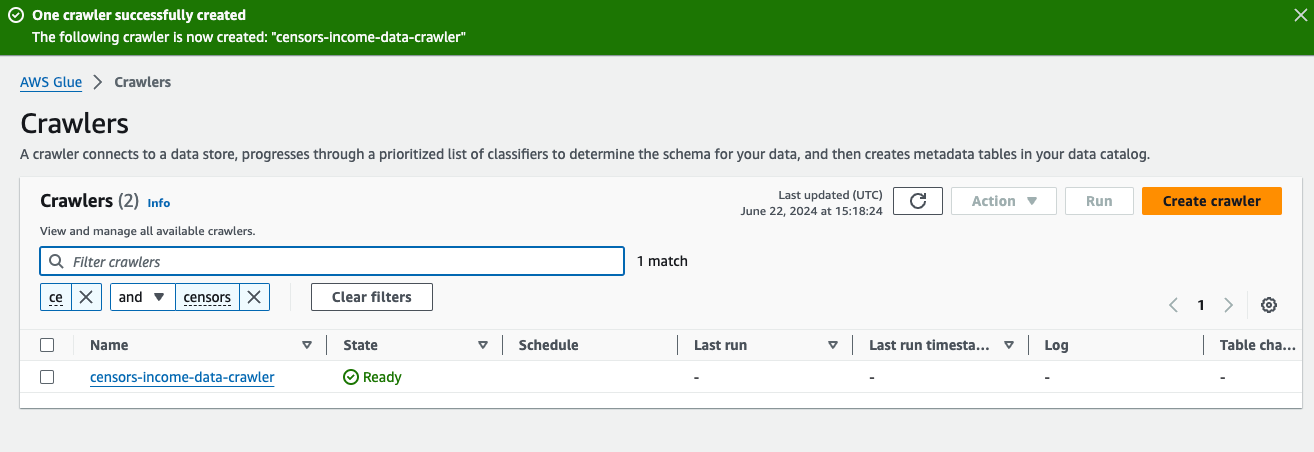 One crawler successfully created
The following crawler is now created: "censors-income-data-crawler"
AWS Glue > Crawlers
Crawlers
A crawler connects to a data store, progresses through a prioritized list of classifiers to determine the schema for your data, and then creates metadata tables in your data catalog.
Crawlers (2) Info
Last updated (UTC)
June 22, 2024 at 15:18:24
Action
Run
Create crawler
View and manage all available crawlers.
Filter crawlers
1 match
ce and censors Clear filters
1
Name State Schedule Last run Last run timesta... Log Table cha...
censors-income-data-crawler Ready - - - -